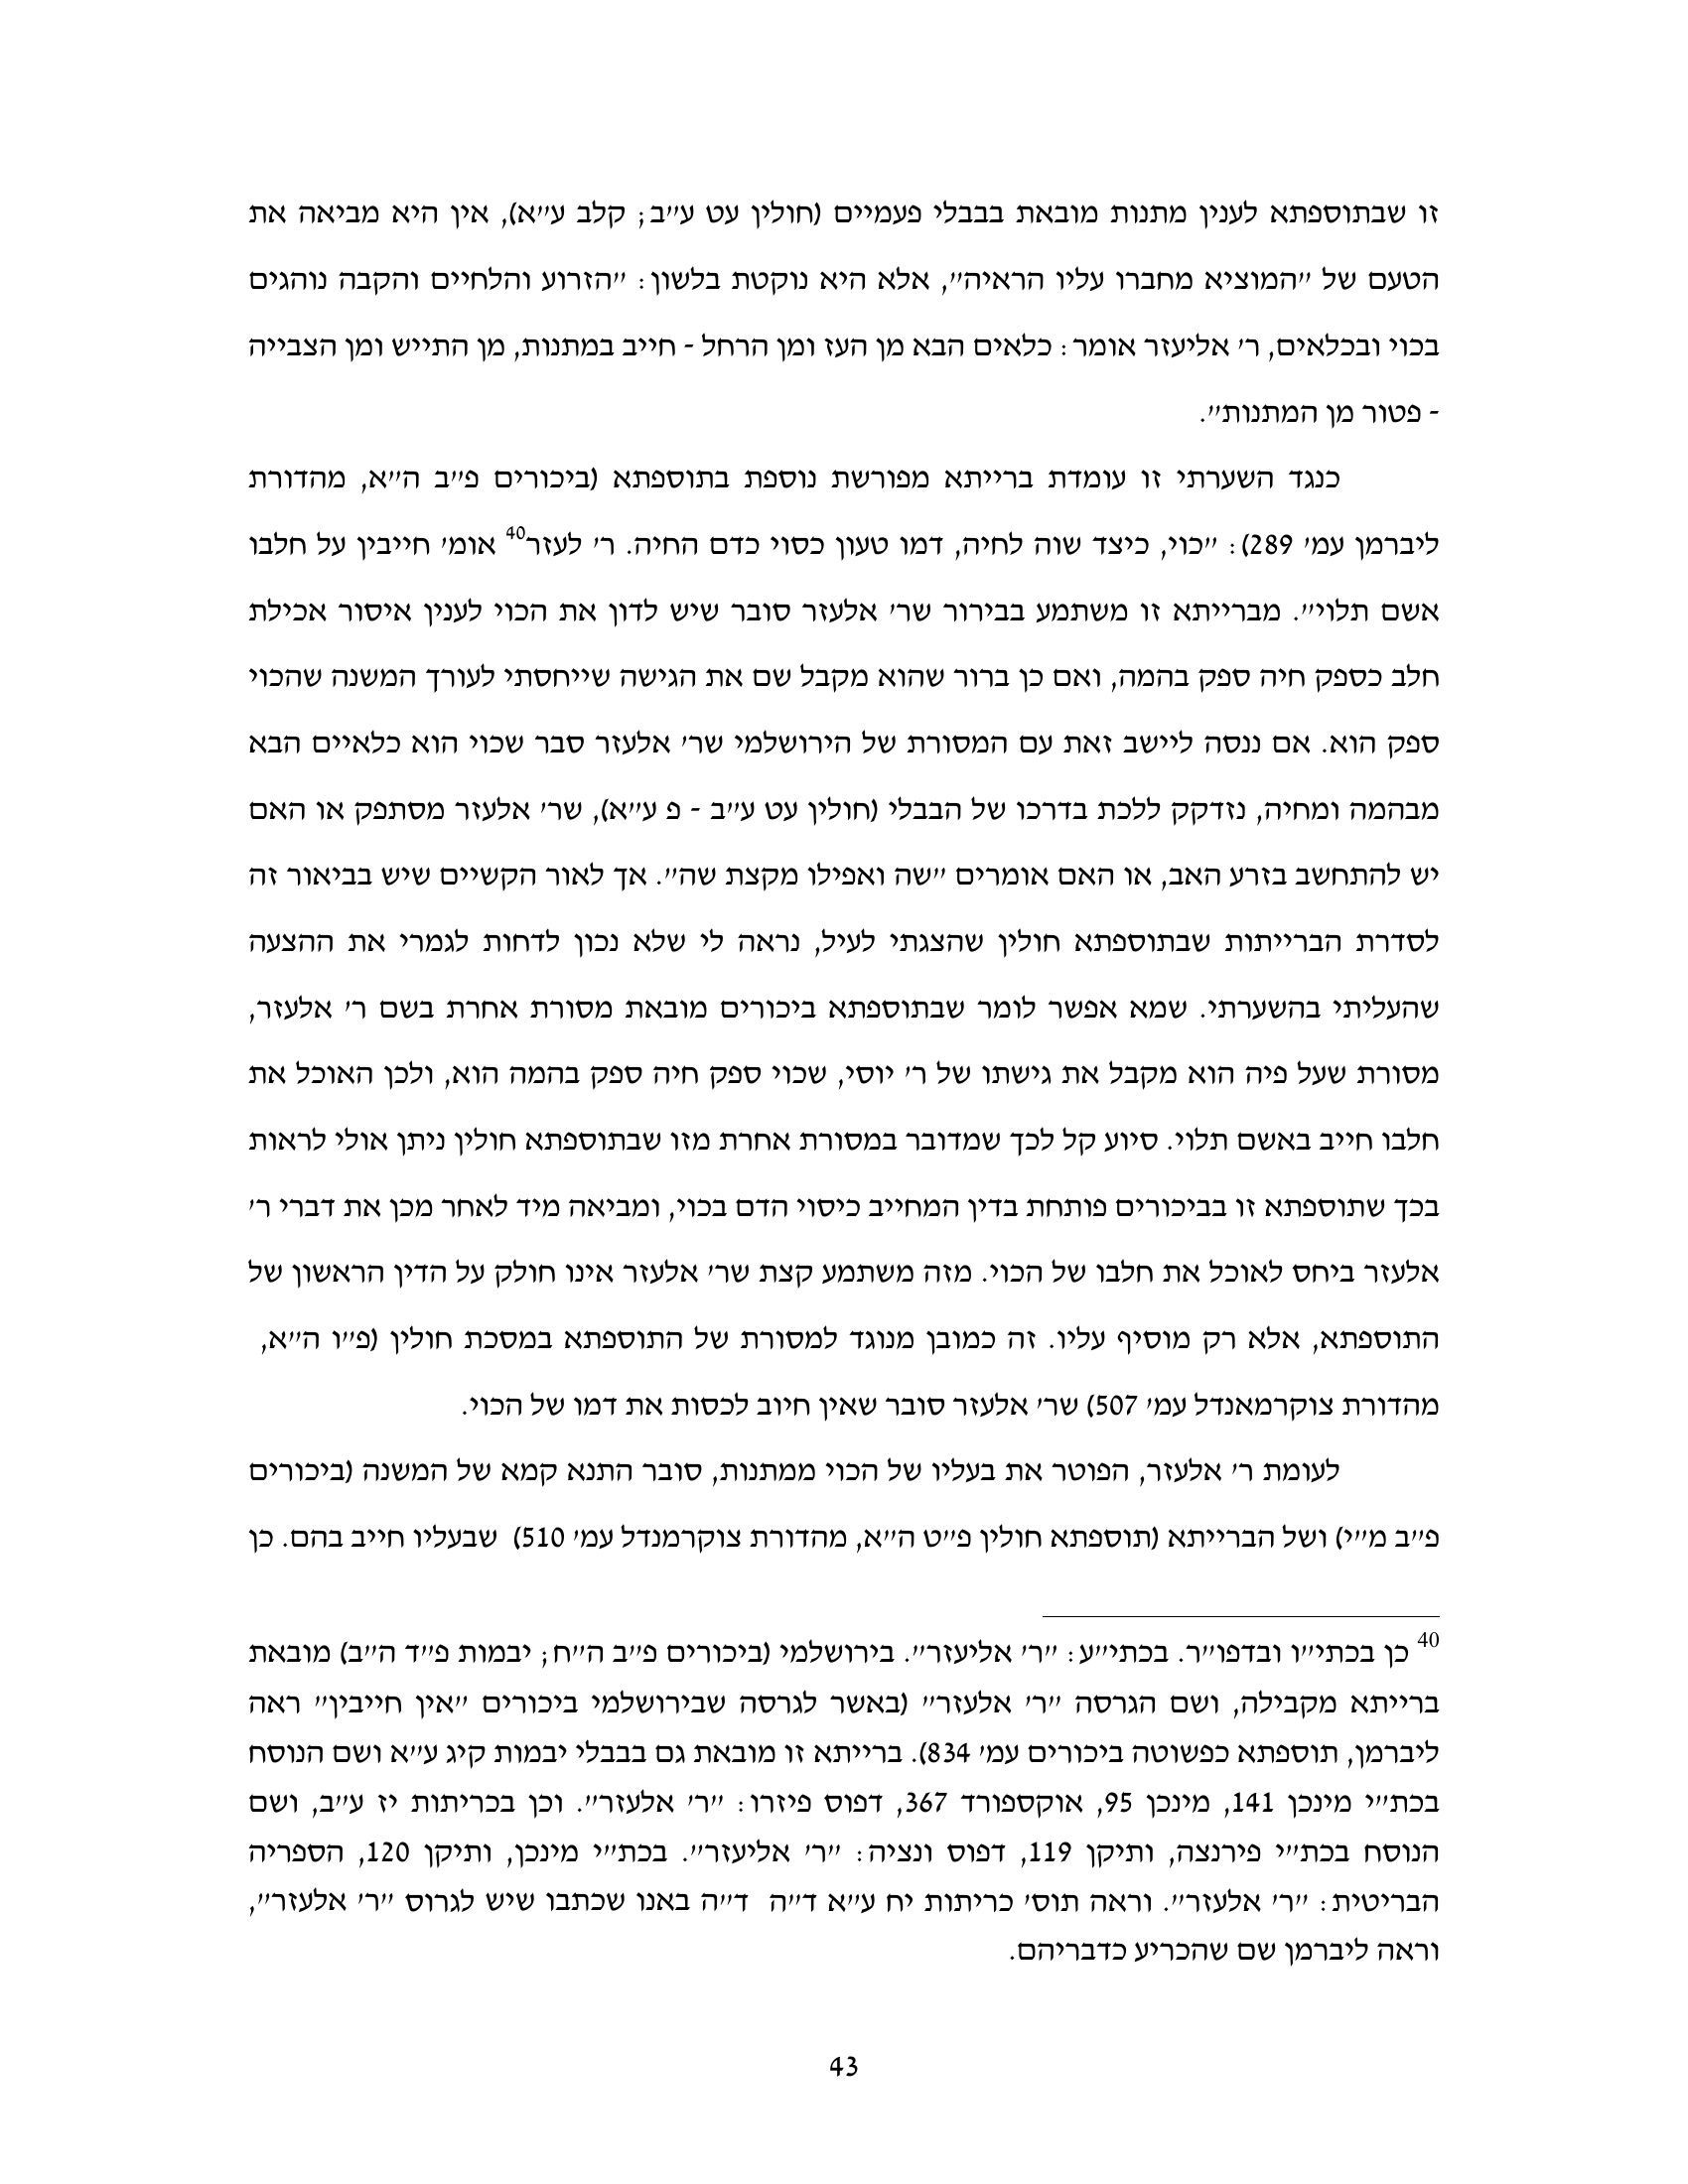 זו שבתוספתא לענין מתנות מובאת בבבלי פעמיים (חולין עט ע״ב; קלב ע״א), אין היא מביאה את
הטעם של ״המוציא מחברו עליו הראיה״, אלא היא נוקטת בלשון: ״הזרוע והלחיים והקבה נוהגים
בכוי ובכלאים, ר׳ אליעזר אומר: כלאים הבא מן העז ומן הרחל - חייב במתנות, מן התייש ומן הצבייה
- פטור מן המתנות״.
כנגד השערתי זו עומדת ברייתא מפורשת נוספת בתוספתא (ביכורים פ״ב ה״א, מהדורת
ליברמן עמ׳ 289): ״כוי, כיצד שוה לחיה, דמו טעון כסוי כדם החיה. ר׳ לעזר40 אומ׳ חייבין על חלבו
אשם תלוי״. מברייתא זו משתמע בבירור שר׳ אלעזר סובר שיש לדון את הכוי לענין איסור אכילת
חלב כספק חיה ספק בהמה, ואם כן ברור שהוא מקבל שם את הגישה שייחסתי לעורך המשנה שהכוי
ספק הוא. אם ננסה ליישב זאת עם המסורת של הירושלמי שר׳ אלעזר סבר שכוי הוא כלאיים הבא
מבהמה ומחיה, נזדקק ללכת בדרכו של הבבלי (חולין עט ע״ב - פ ע״א), שר׳ אלעזר מסתפק או האם
יש להתחשב בזרע האב, או האם אומרים ״שה ואפילו מקצת שה״. אך לאור הקשיים שיש בביאור זה
לסדרת הברייתות שבתוספתא חולין שהצגתי לעיל, נראה לי שלא נכון לדחות לגמרי את ההצעה
שהעליתי בהשערתי. שמא אפשר לומר שבתוספתא ביכורים מובאת מסורת אחרת בשם ר׳ אלעזר,
מסורת שעל פיה הוא מקבל את גישתו של ר׳ יוסי, שכוי ספק חיה ספק בהמה הוא, ולכן האוכל את
חלבו חייב באשם תלוי. סיוע קל לכך שמדובר במסורת אחרת מזו שבתוספתא חולין ניתן אולי לראות
בכך שתוספתא זו בביכורים פותחת בדין המחייב כיסוי הדם בכוי, ומביאה מיד לאחר מכן את דברי ר׳
אלעזר ביחס לאוכל את חלבו של הכוי. מזה משתמע קצת שר׳ אלעזר אינו חולק על הדין הראשון של
התוספתא, אלא רק מוסיף עליו. זה כמובן מנוגד למסורת של התוספתא במסכת חולין (פ״ו ה״א,
מהדורת צוקרמאנדל עמ׳ 507) שר׳ אלעזר סובר שאין חיוב לכסות את דמו של הכוי.
לעומת ר׳ אלעזר, הפוטר את בעליו של הכוי ממתנות, סובר התנא קמא של המשנה (ביכורים
פ״ב מ״י) ושל הברייתא (תוספתא חולין פ״ט ה״א, מהדורת צוקרמנדל עמ׳ 510) שבעליו חייב בהם. כן
40 כן בכתי״ו ובדפו״ר. בכתי״ע: ״ר׳ אליעזר״. בירושלמי (ביכורים פ״ב ה״ח; יבמות פ״ד ה״ב) מובאת
ברייתא מקבילה, ושם הגרסה ״ר׳ אלעזר״ (באשר לגרסה שבירושלמי ביכורים ״אין חייבין״ ראה
ליברמן, תוספתא כפשוטה ביכורים עמ׳ 834). ברייתא זו מובאת גם בבבלי יבמות קיג ע״א ושם הנוסח
בכת״י מינכן 141, מינכן 95, אוקספורד 367, דפוס פיזרו: ״ר׳ אלעזר״. וכן בכריתות יז ע״ב, ושם
הנוסח בכת״י פירנצה, ותיקן 119, דפוס ונציה: ״ר׳ אליעזר״. בכת״י מינכן, ותיקן 120, הספריה
הבריטית: ״ר׳ אלעזר״. וראה תוס׳ כריתות יח ע״א ד״ה ד״ה באנו שכתבו שיש לגרוס ״ר׳ אלעזר״,
וראה ליברמן שם שהכריע כדבריהם.
43